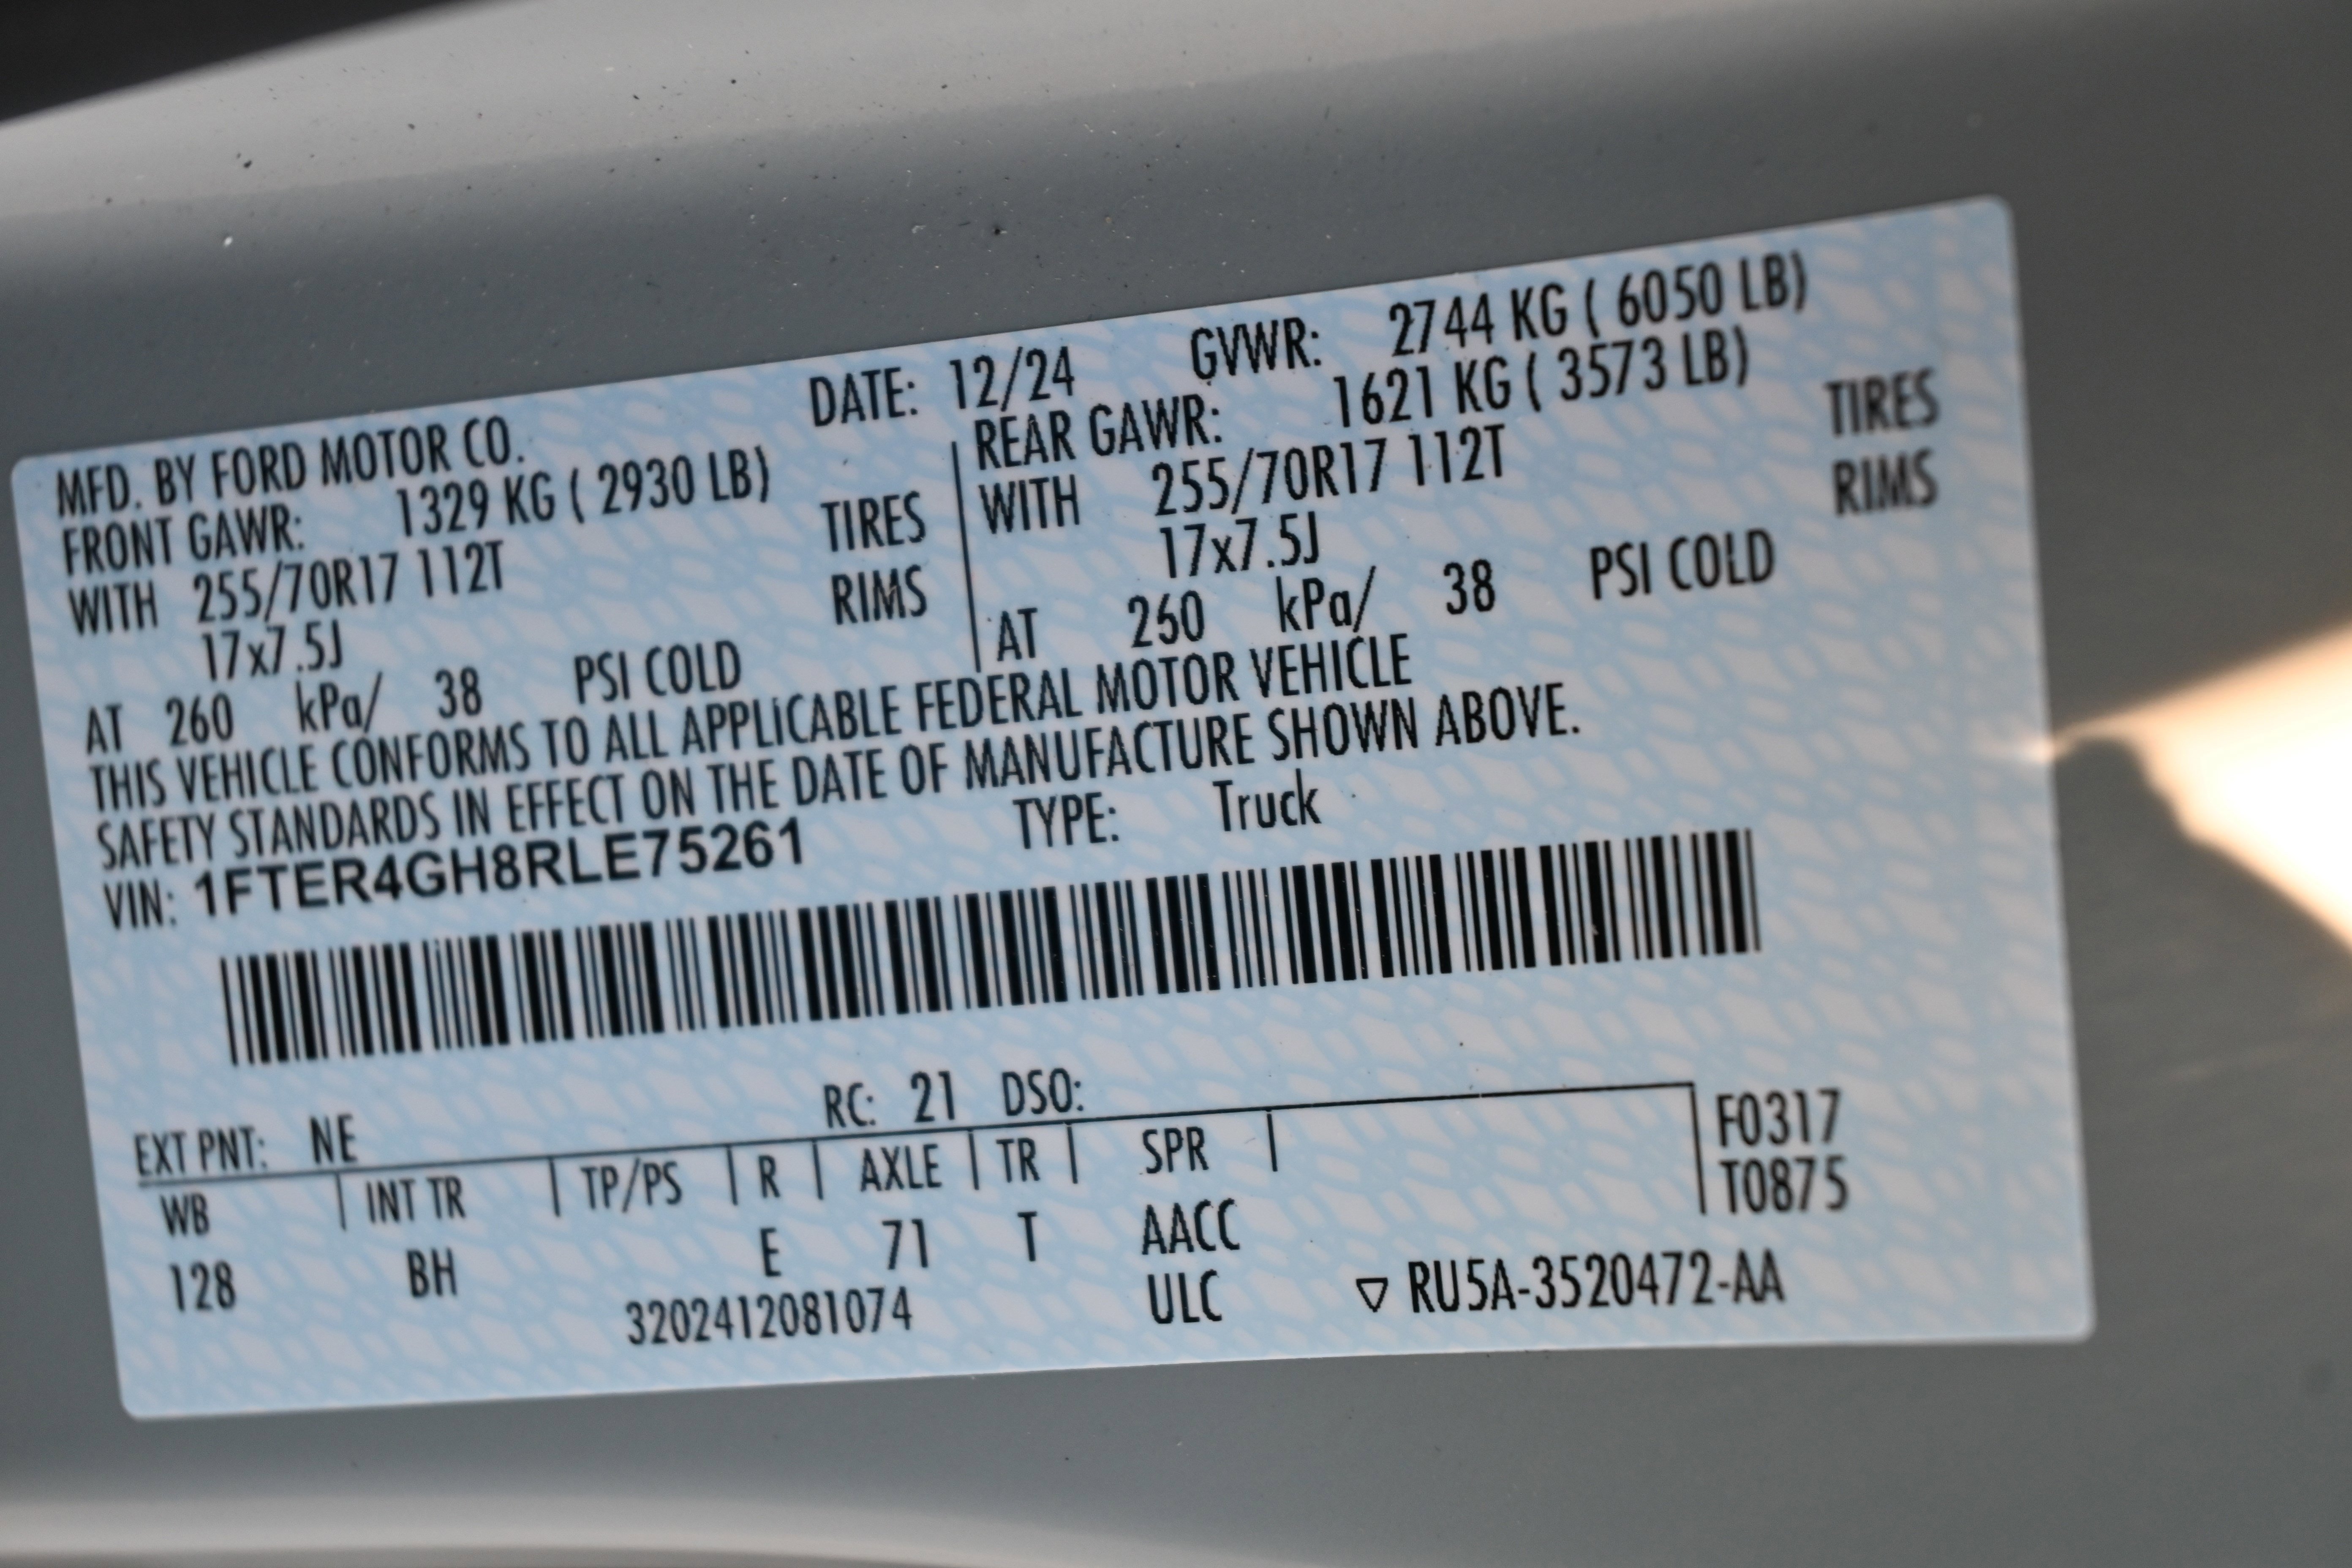 MFD. BY FORD MOTOR CO. DATE: 12/24 GVWR: 2744 KG ( 6050 LB)
FRONT GAWR: 1329 KG ( 2930 LB) REAR GAWR: 1621 KG ( 3573 LB)
WITH 255/70R17 112T TIRES WITH 255/70R17 112T TIRES
17x7.5J RIMS 17x7.5J RIMS
AT 260 kPa/ 38 PSI COLD AT 260 kPa/ 38 PSI COLD
THIS VEHICLE CONFORMS TO ALL APPLICABLE FEDERAL MOTOR VEHICLE
SAFETY STANDARDS IN EFFECT ON THE DATE OF MANUFACTURE SHOWN ABOVE.
VIN: 1FTER4GH8RLE75261 TYPE: Truck
EXT PNT: NE RC: 21 DSO:
WB INT TR TP/PS R AXLE TR SPR F0317
T0875
128 BH E 71 T AACC
3202412081074 ULC ▽ RU5A-3520472-AA